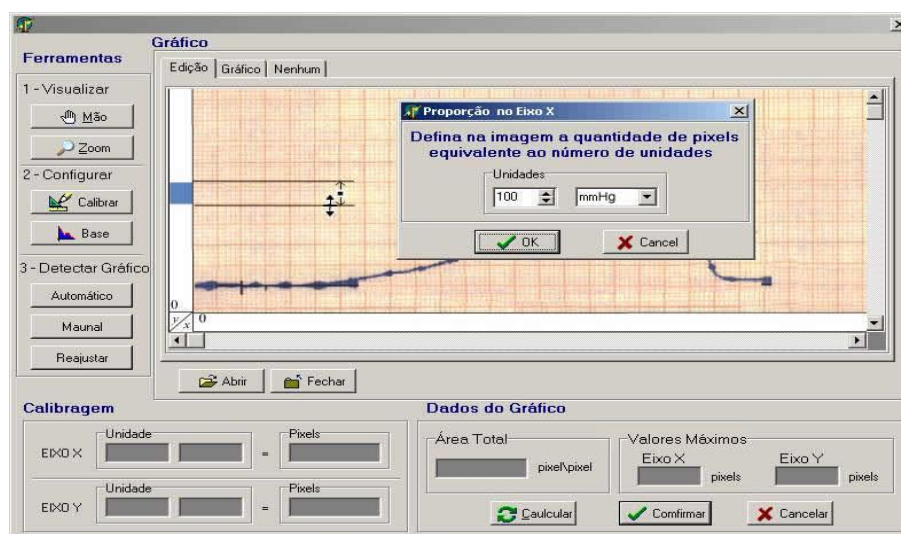 Gráfico
Ferramentas
Edição Gráfico Nenhum
1 - Visualizar
Mão
Zoom
2 - Configurar
Calibrar
Base
3 - Detectar Gráfico
Automático
Maunal
Reajustar
Proporção no Eixo X
Defina na imagem a quantidade de pixels
equivalente ao número de unidades
Unidades
100 mmHg
OK Cancel
0
y/x 0
Abrir Fechar
Calibragem
Unidade Pixels
EIXO X =
Unidade Pixels
EIXO Y =
Dados do Gráfico
Área Total
pixel\pixel
Valores Máximos
Eixo X Eixo Y
pixels pixels
Caulcular Comfirmar Cancelar